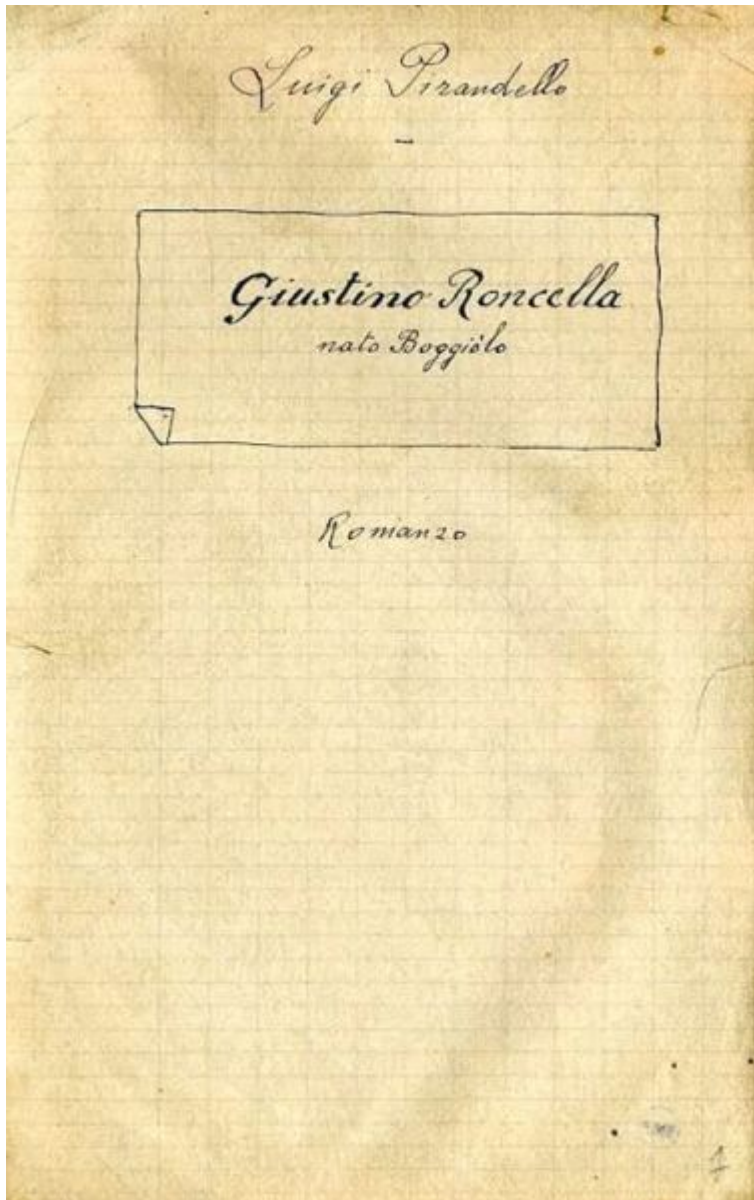 Luigi Pirandello
–
Giustino Roncella
nato Boggiòlo
Romanzo
1